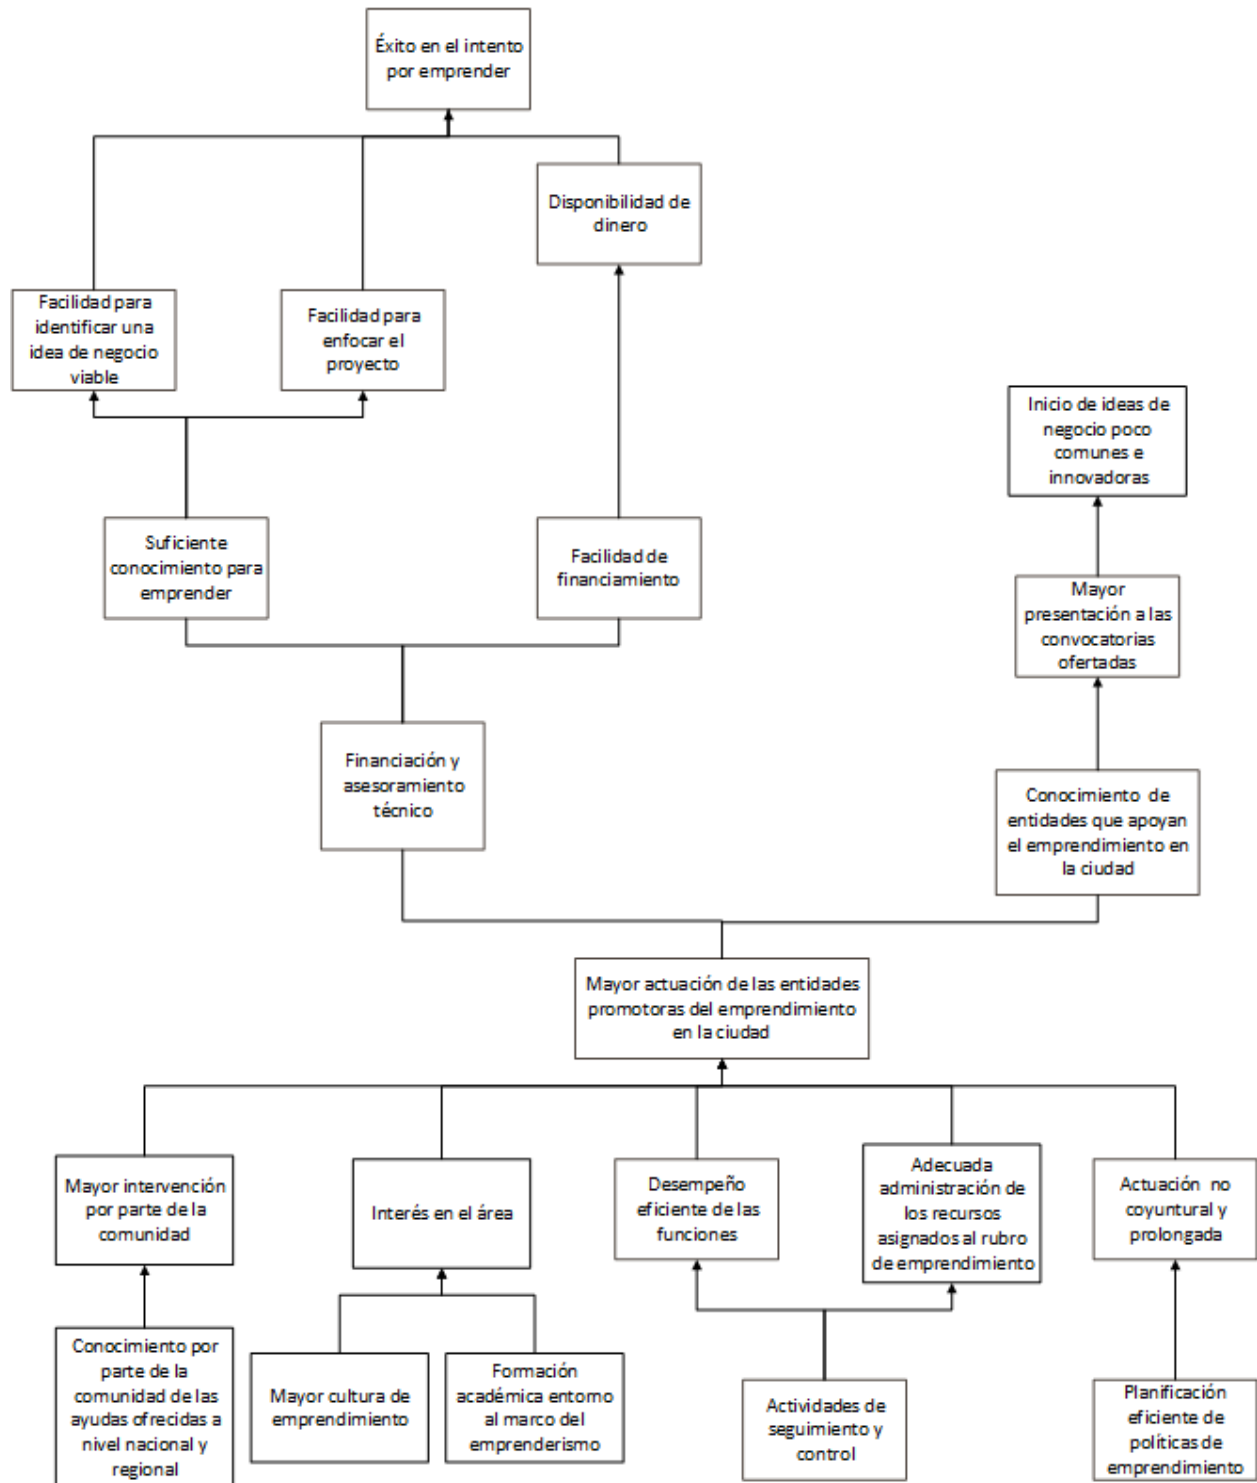 Éxito en el intento
por emprender
Disponibilidad de
dinero
Facilidad para
identificar una
idea de negocio
viable
Facilidad para
enfocar el
proyecto
Inicio de ideas de
negocio poco
comunes e
innovadoras
Suficiente
conocimiento para
emprender
Facilidad de
financiamiento
Mayor
presentación a las
convocatorias
ofertadas
Financiación y
asesoramiento
técnico
Conocimiento de
entidades que apoyan
el emprendimiento en
la ciudad
Mayor actuación de las entidades
promotoras del emprendimiento
en la ciudad
Mayor intervención
por parte de la
comunidad
Interés en el área
Desempeño
eficiente de las
funciones
Adecuada
administración de
los recursos
asignados al rubro
de emprendimiento
Actuación no
coyuntural y
prolongada
Conocimiento por
parte de la
comunidad de las
ayudas ofrecidas a
nivel nacional y
regional
Mayor cultura de
emprendimiento
Formación
académica entorno
al marco del
emprenderismo
Actividades de
seguimiento y
control
Planificación
eficiente de
políticas de
emprendimiento